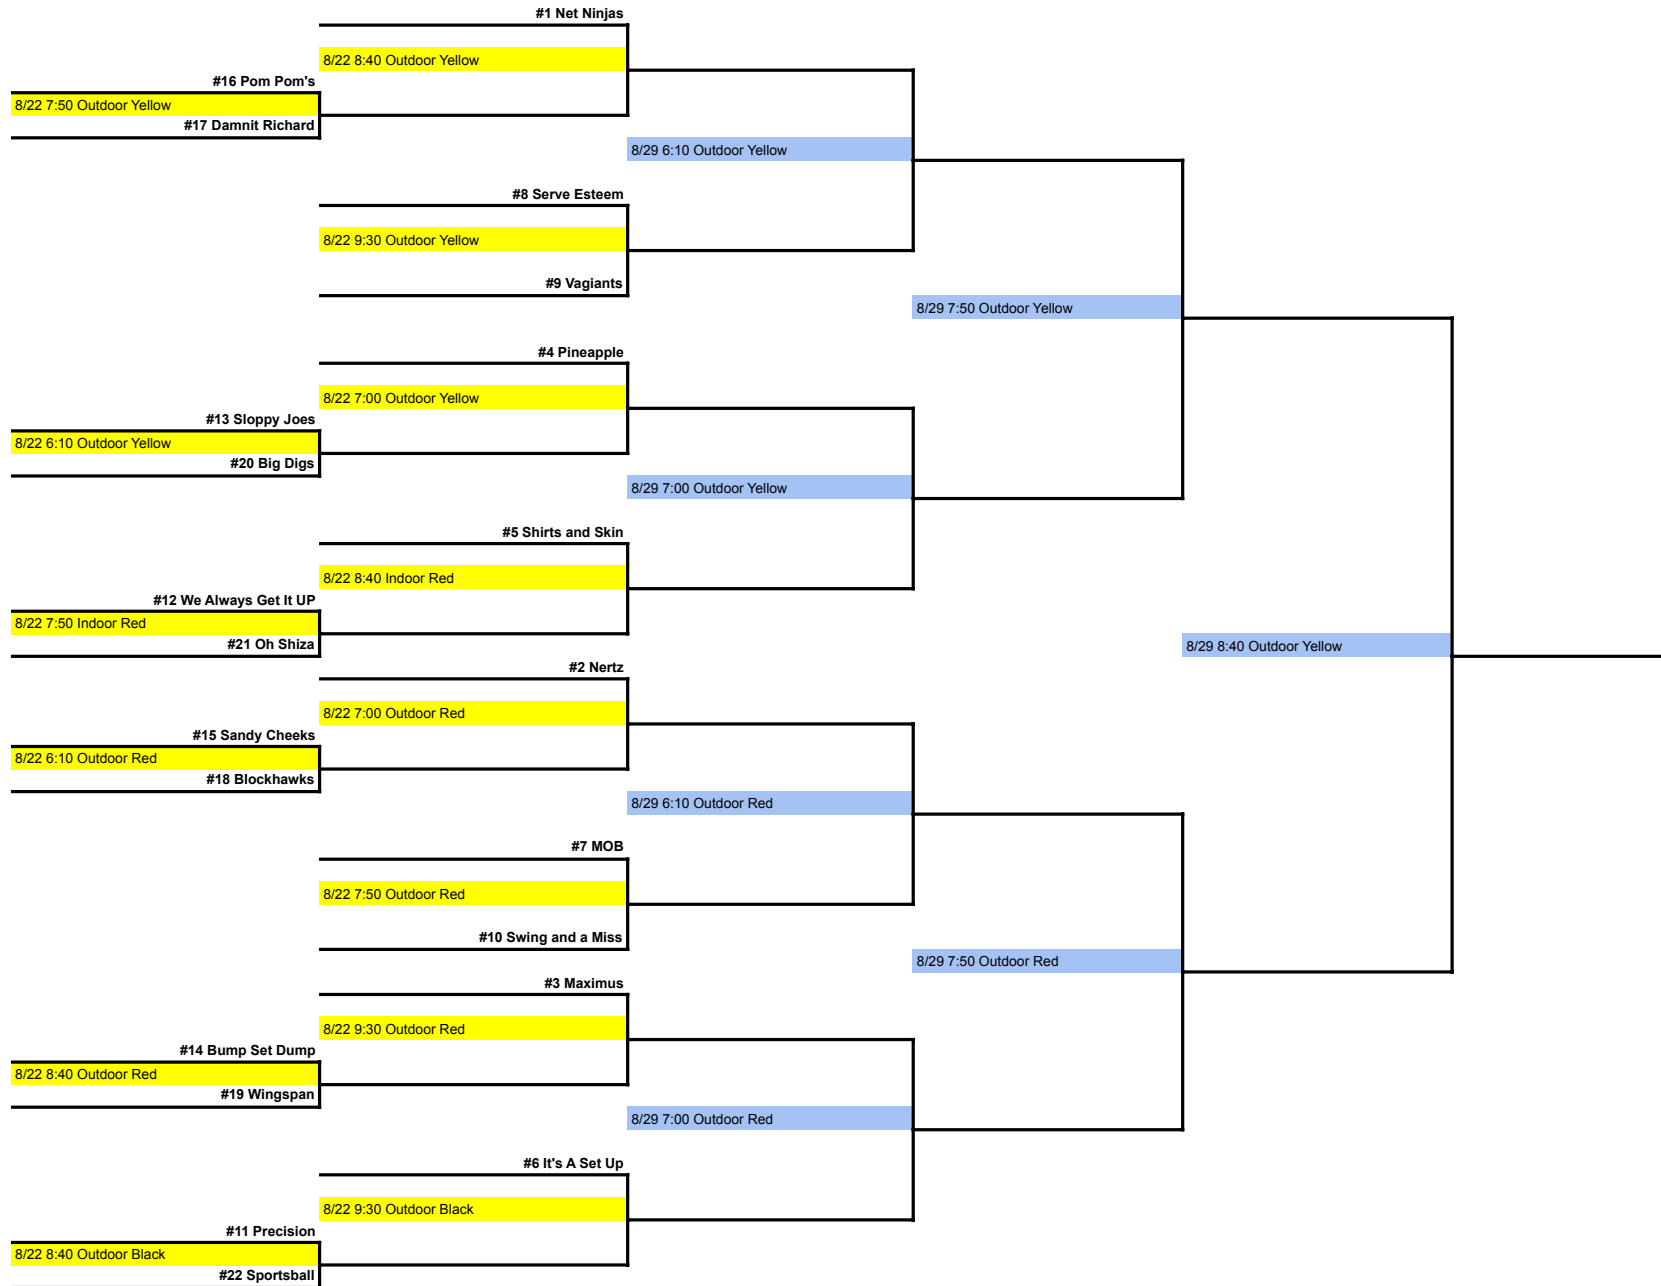 #1 Net Ninjas
8/22 8:40 Outdoor Yellow
#16 Pom Pom's
8/22 7:50 Outdoor Yellow
#17 Damnit Richard
8/29 6:10 Outdoor Yellow
#8 Serve Esteem
8/22 9:30 Outdoor Yellow
#9 Vagiants
8/29 7:50 Outdoor Yellow
#4 Pineapple
8/22 7:00 Outdoor Yellow
#13 Sloppy Joes
8/22 6:10 Outdoor Yellow
#20 Big Digs
8/29 7:00 Outdoor Yellow
#5 Shirts and Skin
8/22 8:40 Indoor Red
#12 We Always Get It UP
8/22 7:50 Indoor Red
#21 Oh Shiza
8/29 8:40 Outdoor Yellow
#2 Nertz
8/22 7:00 Outdoor Red
#15 Sandy Cheeks
8/22 6:10 Outdoor Red
#18 Blockhawks
8/29 6:10 Outdoor Red
#7 MOB
8/22 7:50 Outdoor Red
#10 Swing and a Miss
8/29 7:50 Outdoor Red
#3 Maximus
8/22 9:30 Outdoor Red
#14 Bump Set Dump
8/22 8:40 Outdoor Red
#19 Wingspan
8/29 7:00 Outdoor Red
#6 It's A Set Up
8/22 9:30 Outdoor Black
#11 Precision
8/22 8:40 Outdoor Black
#22 Sportsball